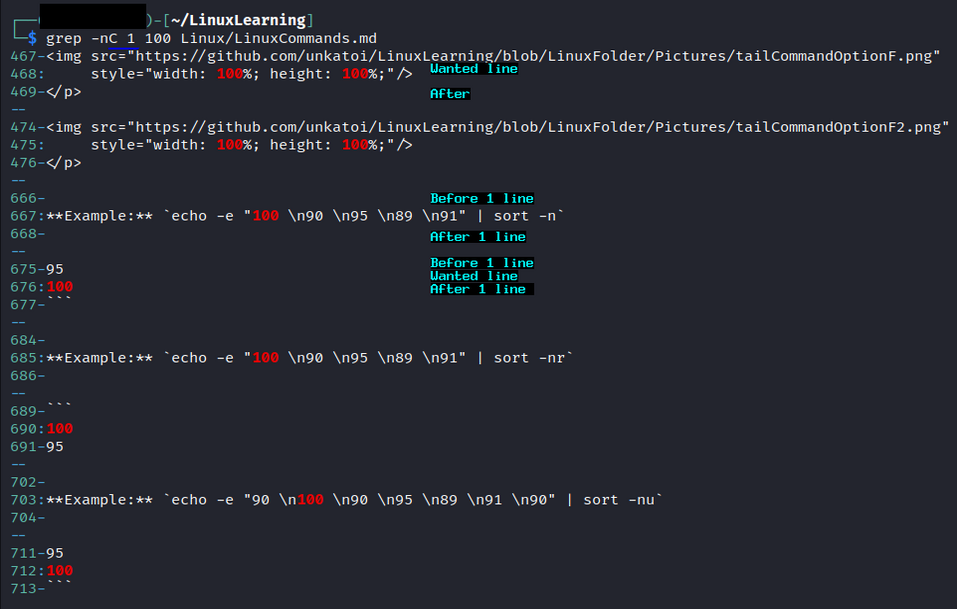 )-[~/LinuxLearning]
$ grep -nC 1 100 Linux/LinuxCommands.md
467-<img src="https://github.com/unkatoi/LinuxLearning/blob/LinuxFolder/Pictures/tailCommandOptionF.png"
468:     style="width: 100%; height: 100%;"/> Wanted line
469-</p> After
--
474-<img src="https://github.com/unkatoi/LinuxLearning/blob/LinuxFolder/Pictures/tailCommandOptionF2.png"
475:     style="width: 100%; height: 100%;"/>
476-</p>
--
666- Before 1 line
667:**Example:** `echo -e "100 \n90 \n95 \n89 \n91" | sort -n`
668- After 1 line
--
Before 1 line
675-95 Wanted line
676:100 After 1 line
677-```
--
684-
685:**Example:** `echo -e "100 \n90 \n95 \n89 \n91" | sort -nr`
686-
--
689-```
690:100
691-95
--
702-
703:**Example:** `echo -e "90 \n100 \n90 \n95 \n89 \n91 \n90" | sort -nu`
704-
--
711-95
712:100
713-```